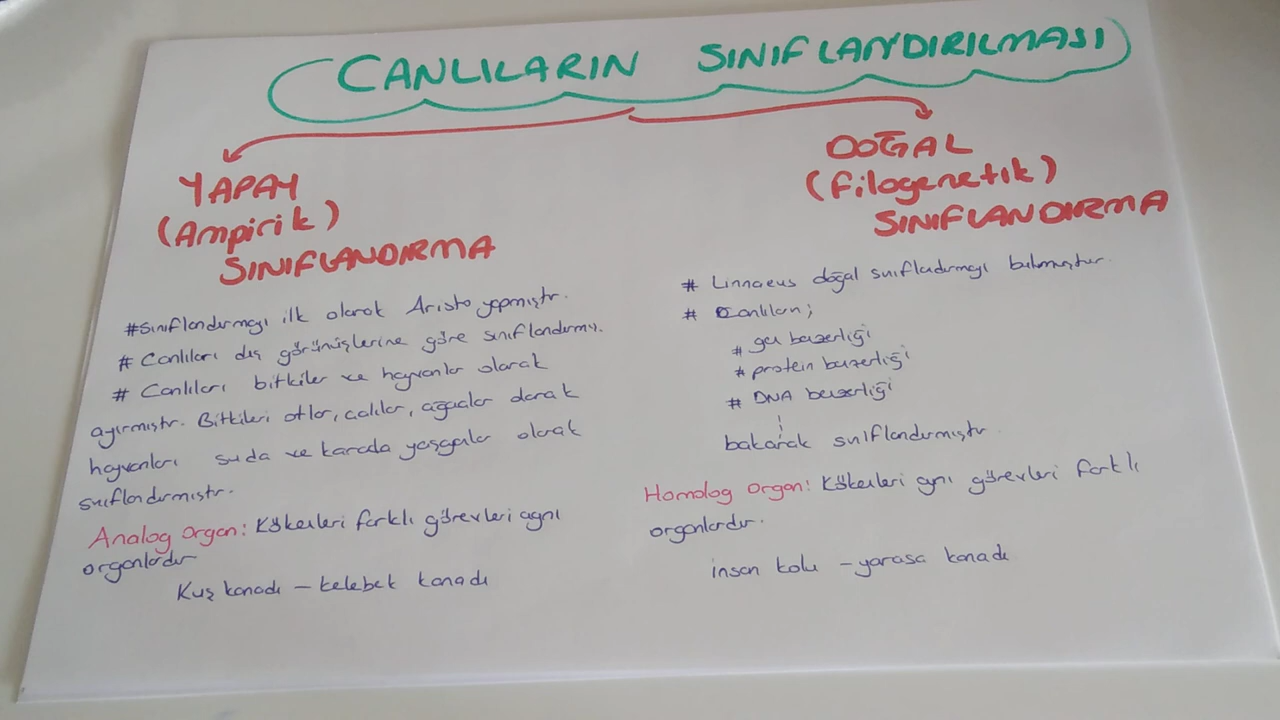 CANLILARIN SINIFLANDIRILMASI
YAPAY
(Ampirik)
SINIFLANDIRMA
#Sınıflandırmayı ilk olarak Aristo yapmıştır.
# Canlıları dış görünüşlerine göre sınıflandırmış.
# Canlıları bitkiler ve hayvanlar olarak
ayırmıştır. Bitkileri otlar, çalılar, ağaçlar olarak
hayvanları suda ve karada yaşayanlar olarak
sınıflandırmıştır.
Analog Organ: Kökenleri farklı görevleri aynı
organlardır
Kuş kanadı – kelebek kanadı
DOĞAL
(Filogenetik)
SINIFLANDIRMA
# Linnaeus doğal sınıfladırmayı bulmuştur.
# Canlıları;
# benzerliği
# protein benzerliği
# DNA benzerliği
bakarak sınıflandırmıştır
Homolog Organ: Kökenleri aynı görevleri farklı
organlardır.
insan kolu – yarasa kanadı